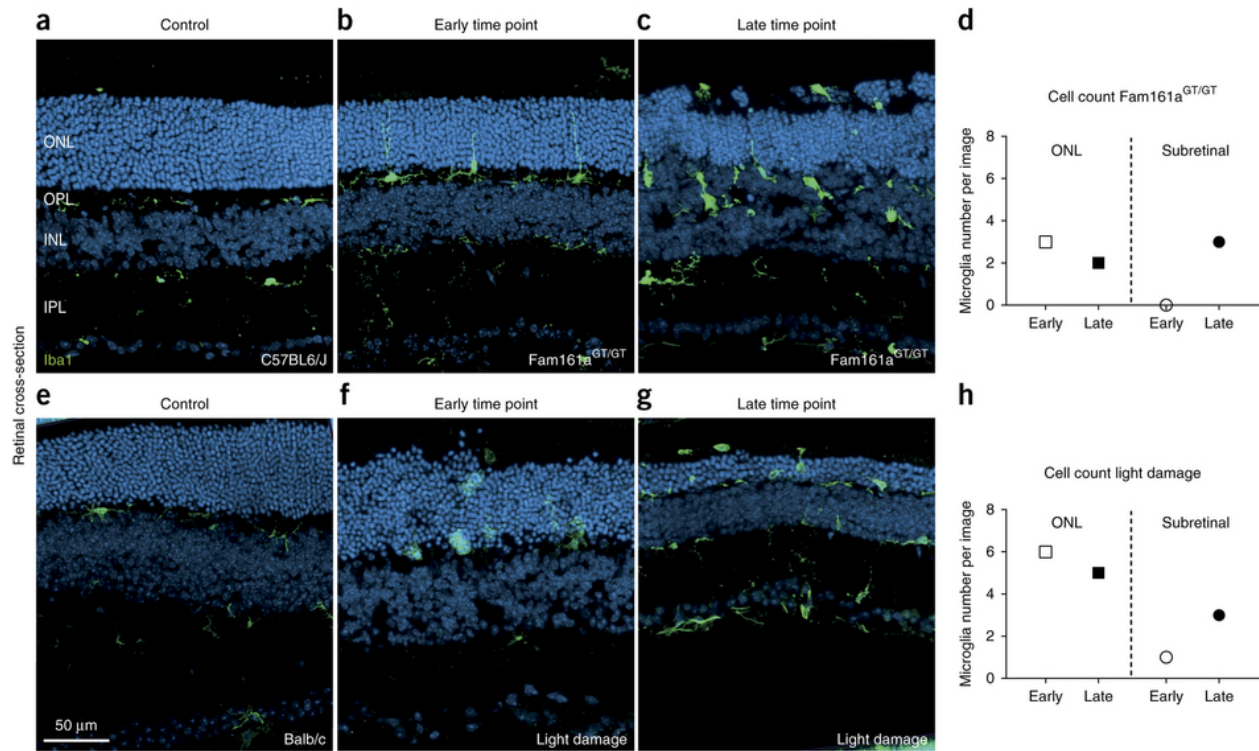 a
Control
b
Early time point
c
Late time point
d
Retinal cross-section
ONL
OPL
INL
IPL
Iba1
C57BL6/J
Fam161a^GT/GT
Fam161a^GT/GT
Cell count Fam161a^GT/GT
Microglia number per image
8
6
4
2
0
ONL
Subretinal
Early
Late
Early
Late
e
Control
f
Early time point
g
Late time point
h
50 µm
Balb/c
Light damage
Light damage
Cell count light damage
Microglia number per image
8
6
4
2
0
ONL
Subretinal
Early
Late
Early
Late